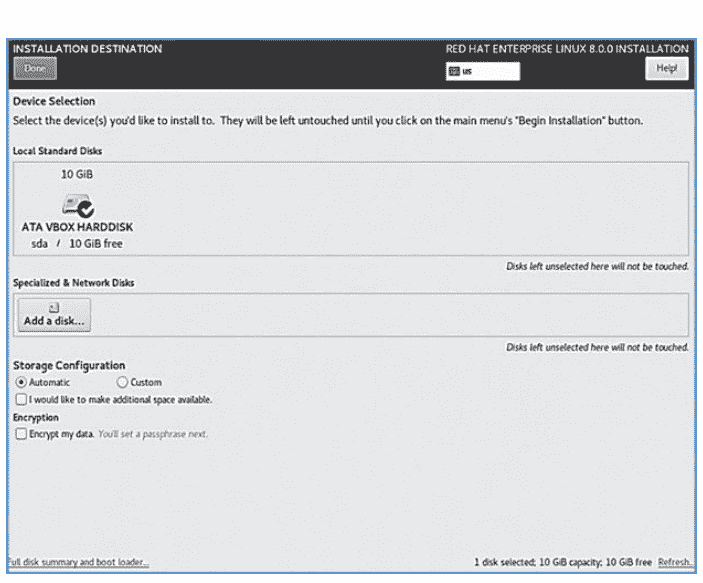 INSTALLATION DESTINATION
RED HAT ENTERPRISE LINUX 8.0.0 INSTALLATION
Done
us
Help!
Device Selection
Select the device(s) you'd like to install to. They will be left untouched until you click on the main menu's "Begin Installation" button.
Local Standard Disks
10 GiB
ATA VBOX HARDDISK
sda / 10 GiB free
Disks left unselected here will not be touched.
Specialized & Network Disks
Add a disk...
Disks left unselected here will not be touched.
Storage Configuration
Automatic Custom
I would like to make additional space available.
Encryption
Encrypt my data. You'll set a passphrase next.
Full disk summary and boot loader...
1 disk selected; 10 GiB capacity; 10 GiB free Refresh...